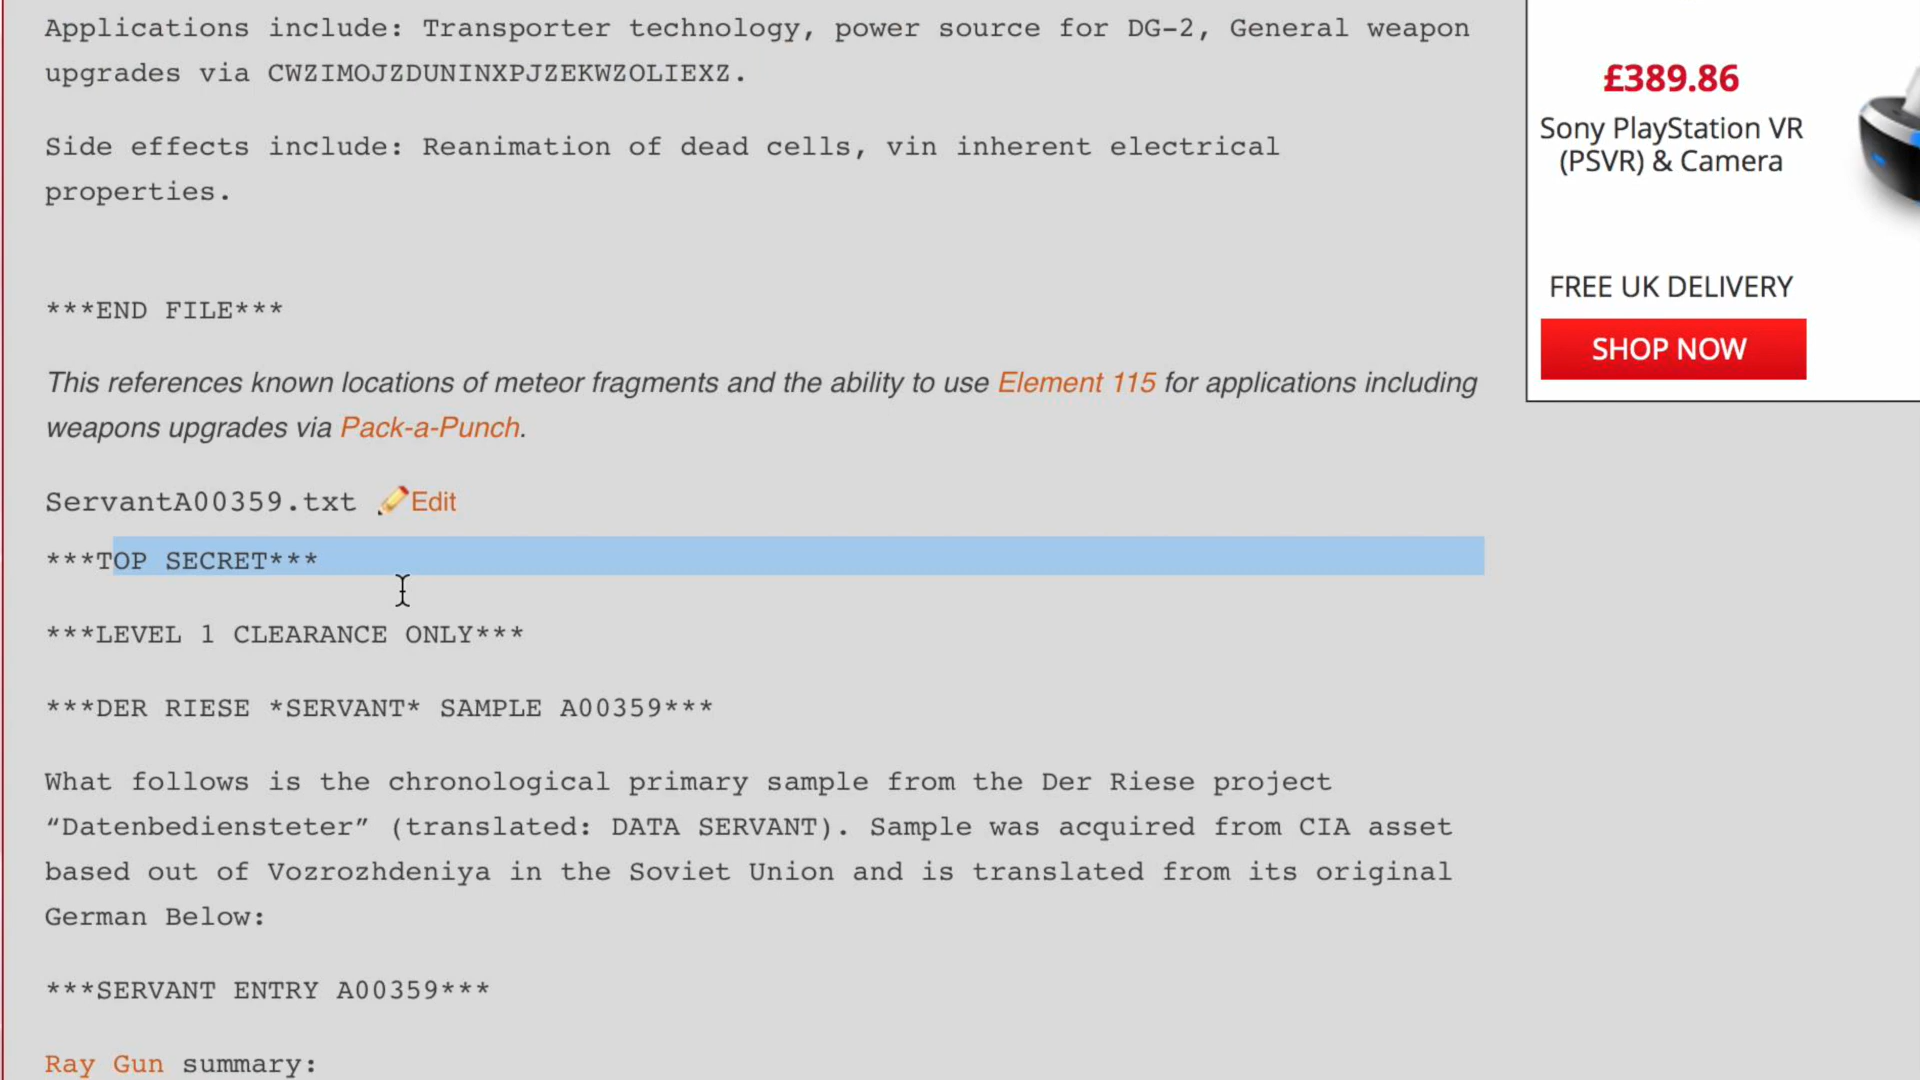 Applications include: Transporter technology, power source for DG-2, General weapon
upgrades via CWZIMOJZDUNINXPJZEKWZOLIEXZ.
Side effects include: Reanimation of dead cells, vin inherent electrical
properties.
***END FILE***
This references known locations of meteor fragments and the ability to use Element 115 for applications including
weapons upgrades via Pack-a-Punch.
ServantA00359.txt Edit
***TOP SECRET***
***LEVEL 1 CLEARANCE ONLY***
***DER RIESE *SERVANT* SAMPLE A00359***
What follows is the chronological primary sample from the Der Riese project
“Datenbediensteter” (translated: DATA SERVANT). Sample was acquired from CIA asset
based out of Vozrozhdeniya in the Soviet Union and is translated from its original
German Below:
***SERVANT ENTRY A00359***
Ray Gun summary:
£389.86
Sony PlayStation VR
(PSVR) & Camera
FREE UK DELIVERY
SHOP NOW